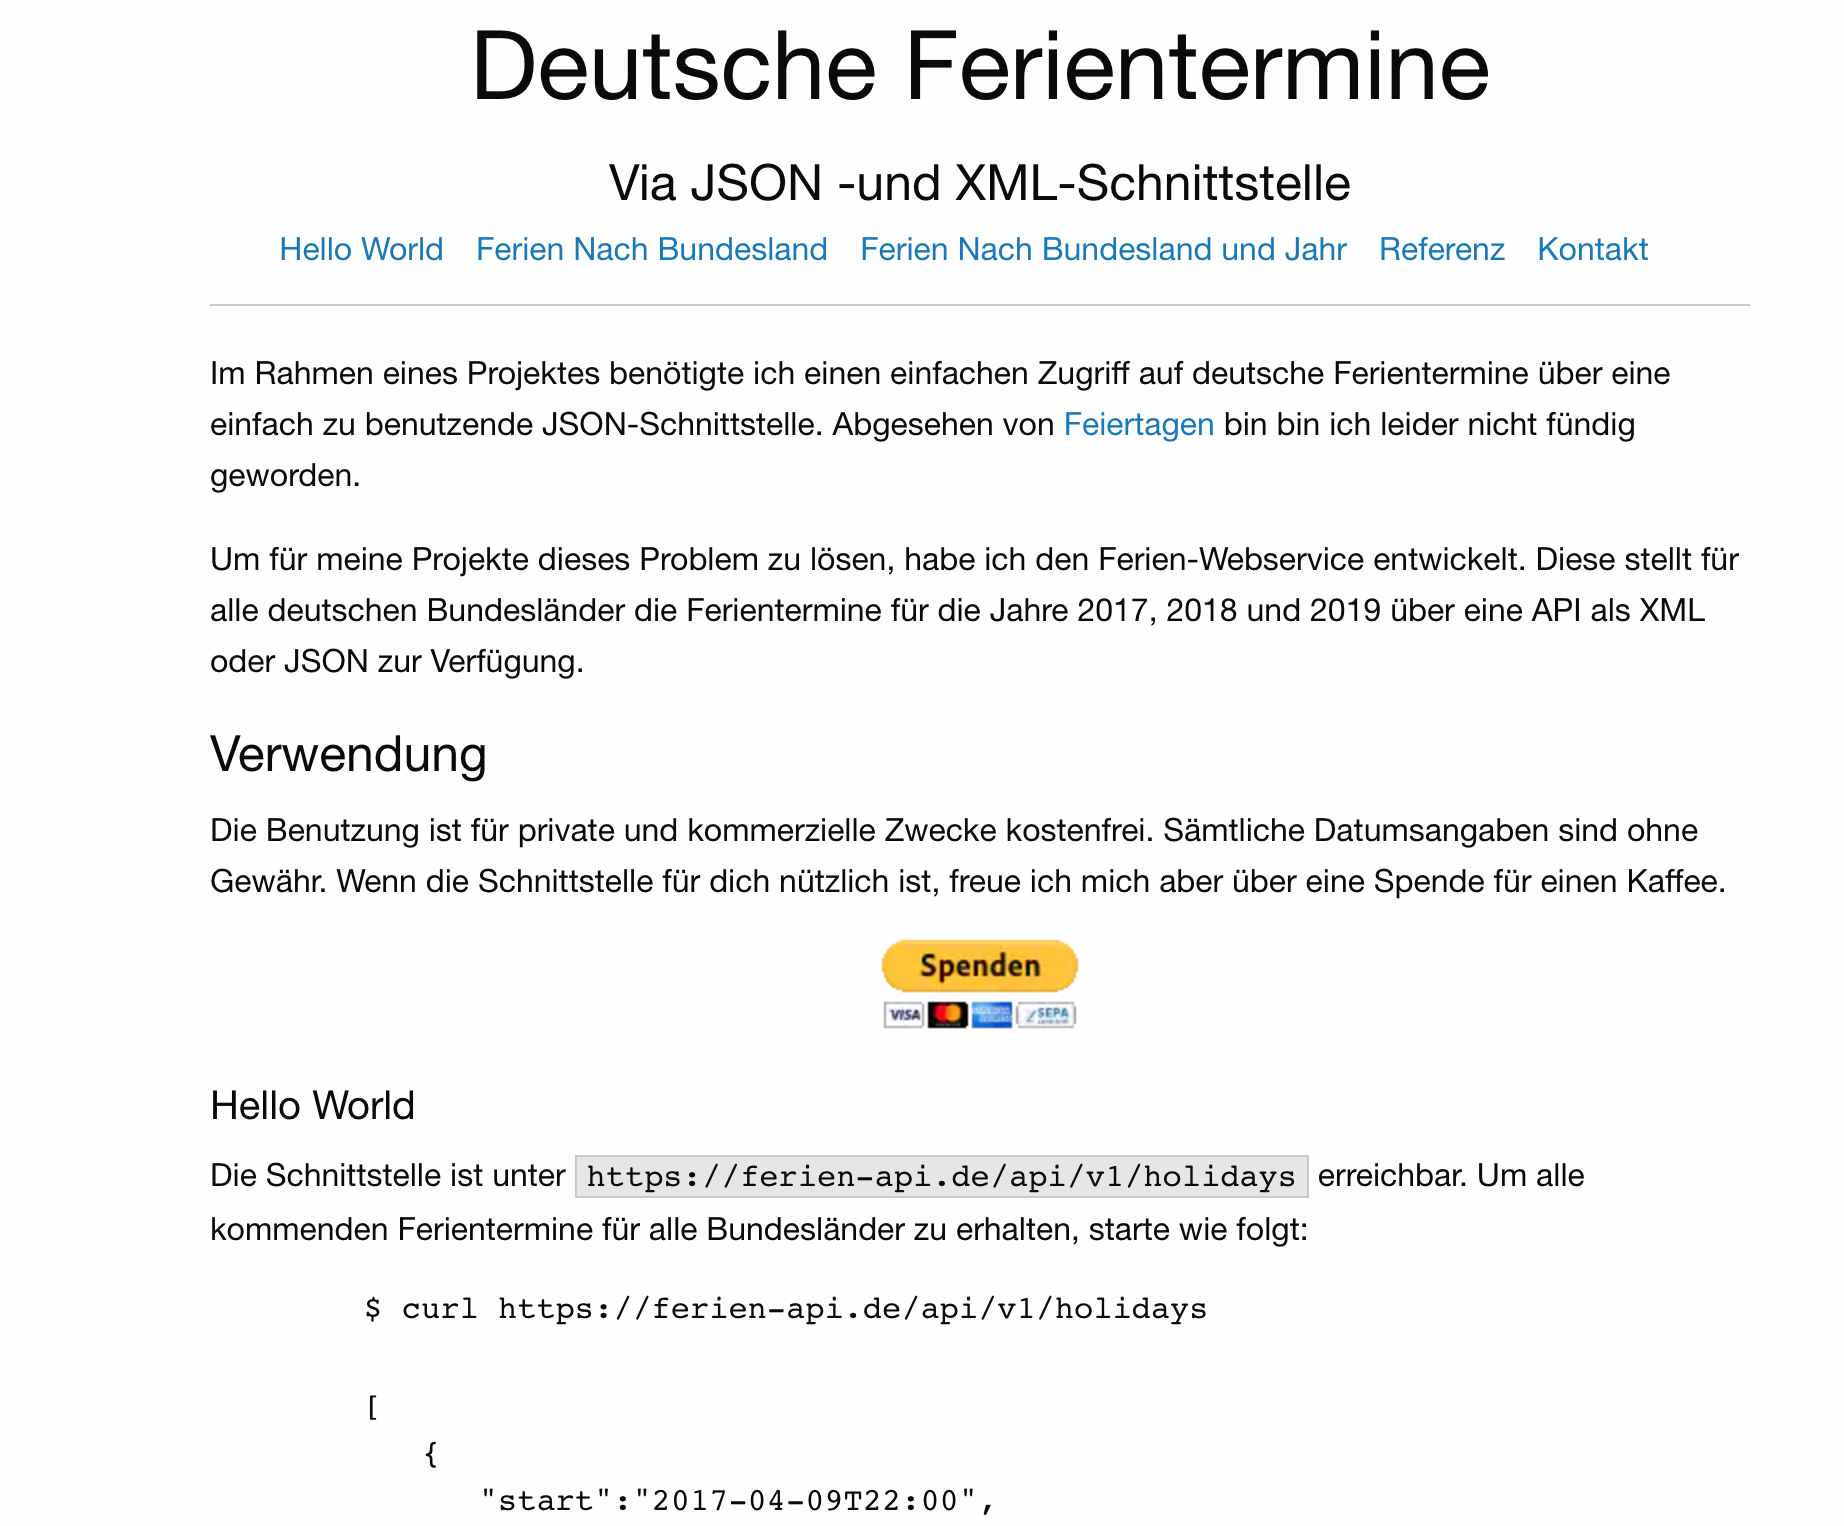 Deutsche Ferientermine
Via JSON -und XML-Schnittstelle
Hello World Ferien Nach Bundesland Ferien Nach Bundesland und Jahr Referenz Kontakt
Im Rahmen eines Projektes benötigte ich einen einfachen Zugriff auf deutsche Ferientermine über eine
einfach zu benutzende JSON-Schnittstelle. Abgesehen von Feiertagen bin bin ich leider nicht fündig
geworden.
Um für meine Projekte dieses Problem zu lösen, habe ich den Ferien-Webservice entwickelt. Diese stellt für
alle deutschen Bundesländer die Ferientermine für die Jahre 2017, 2018 und 2019 über eine API als XML
oder JSON zur Verfügung.
Verwendung
Die Benutzung ist für private und kommerzielle Zwecke kostenfrei. Sämtliche Datumsangaben sind ohne
Gewähr. Wenn die Schnittstelle für dich nützlich ist, freue ich mich aber über eine Spende für einen Kaffee.
Spenden
VISA SEPA
Hello World
Die Schnittstelle ist unter https://ferien-api.de/api/v1/holidays erreichbar. Um alle
kommenden Ferientermine für alle Bundesländer zu erhalten, starte wie folgt:
$ curl https://ferien-api.de/api/v1/holidays
[
{
"start":"2017-04-09T22:00",